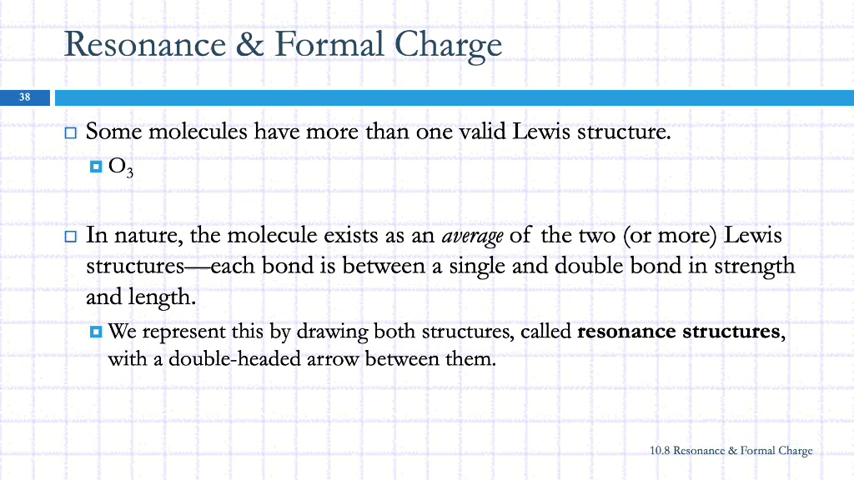 Resonance & Formal Charge
38
Some molecules have more than one valid Lewis structure.
O₃
In nature, the molecule exists as an average of the two (or more) Lewis
structures—each bond is between a single and double bond in strength
and length.
We represent this by drawing both structures, called resonance structures,
with a double-headed arrow between them.
10.8 Resonance & Formal Charge